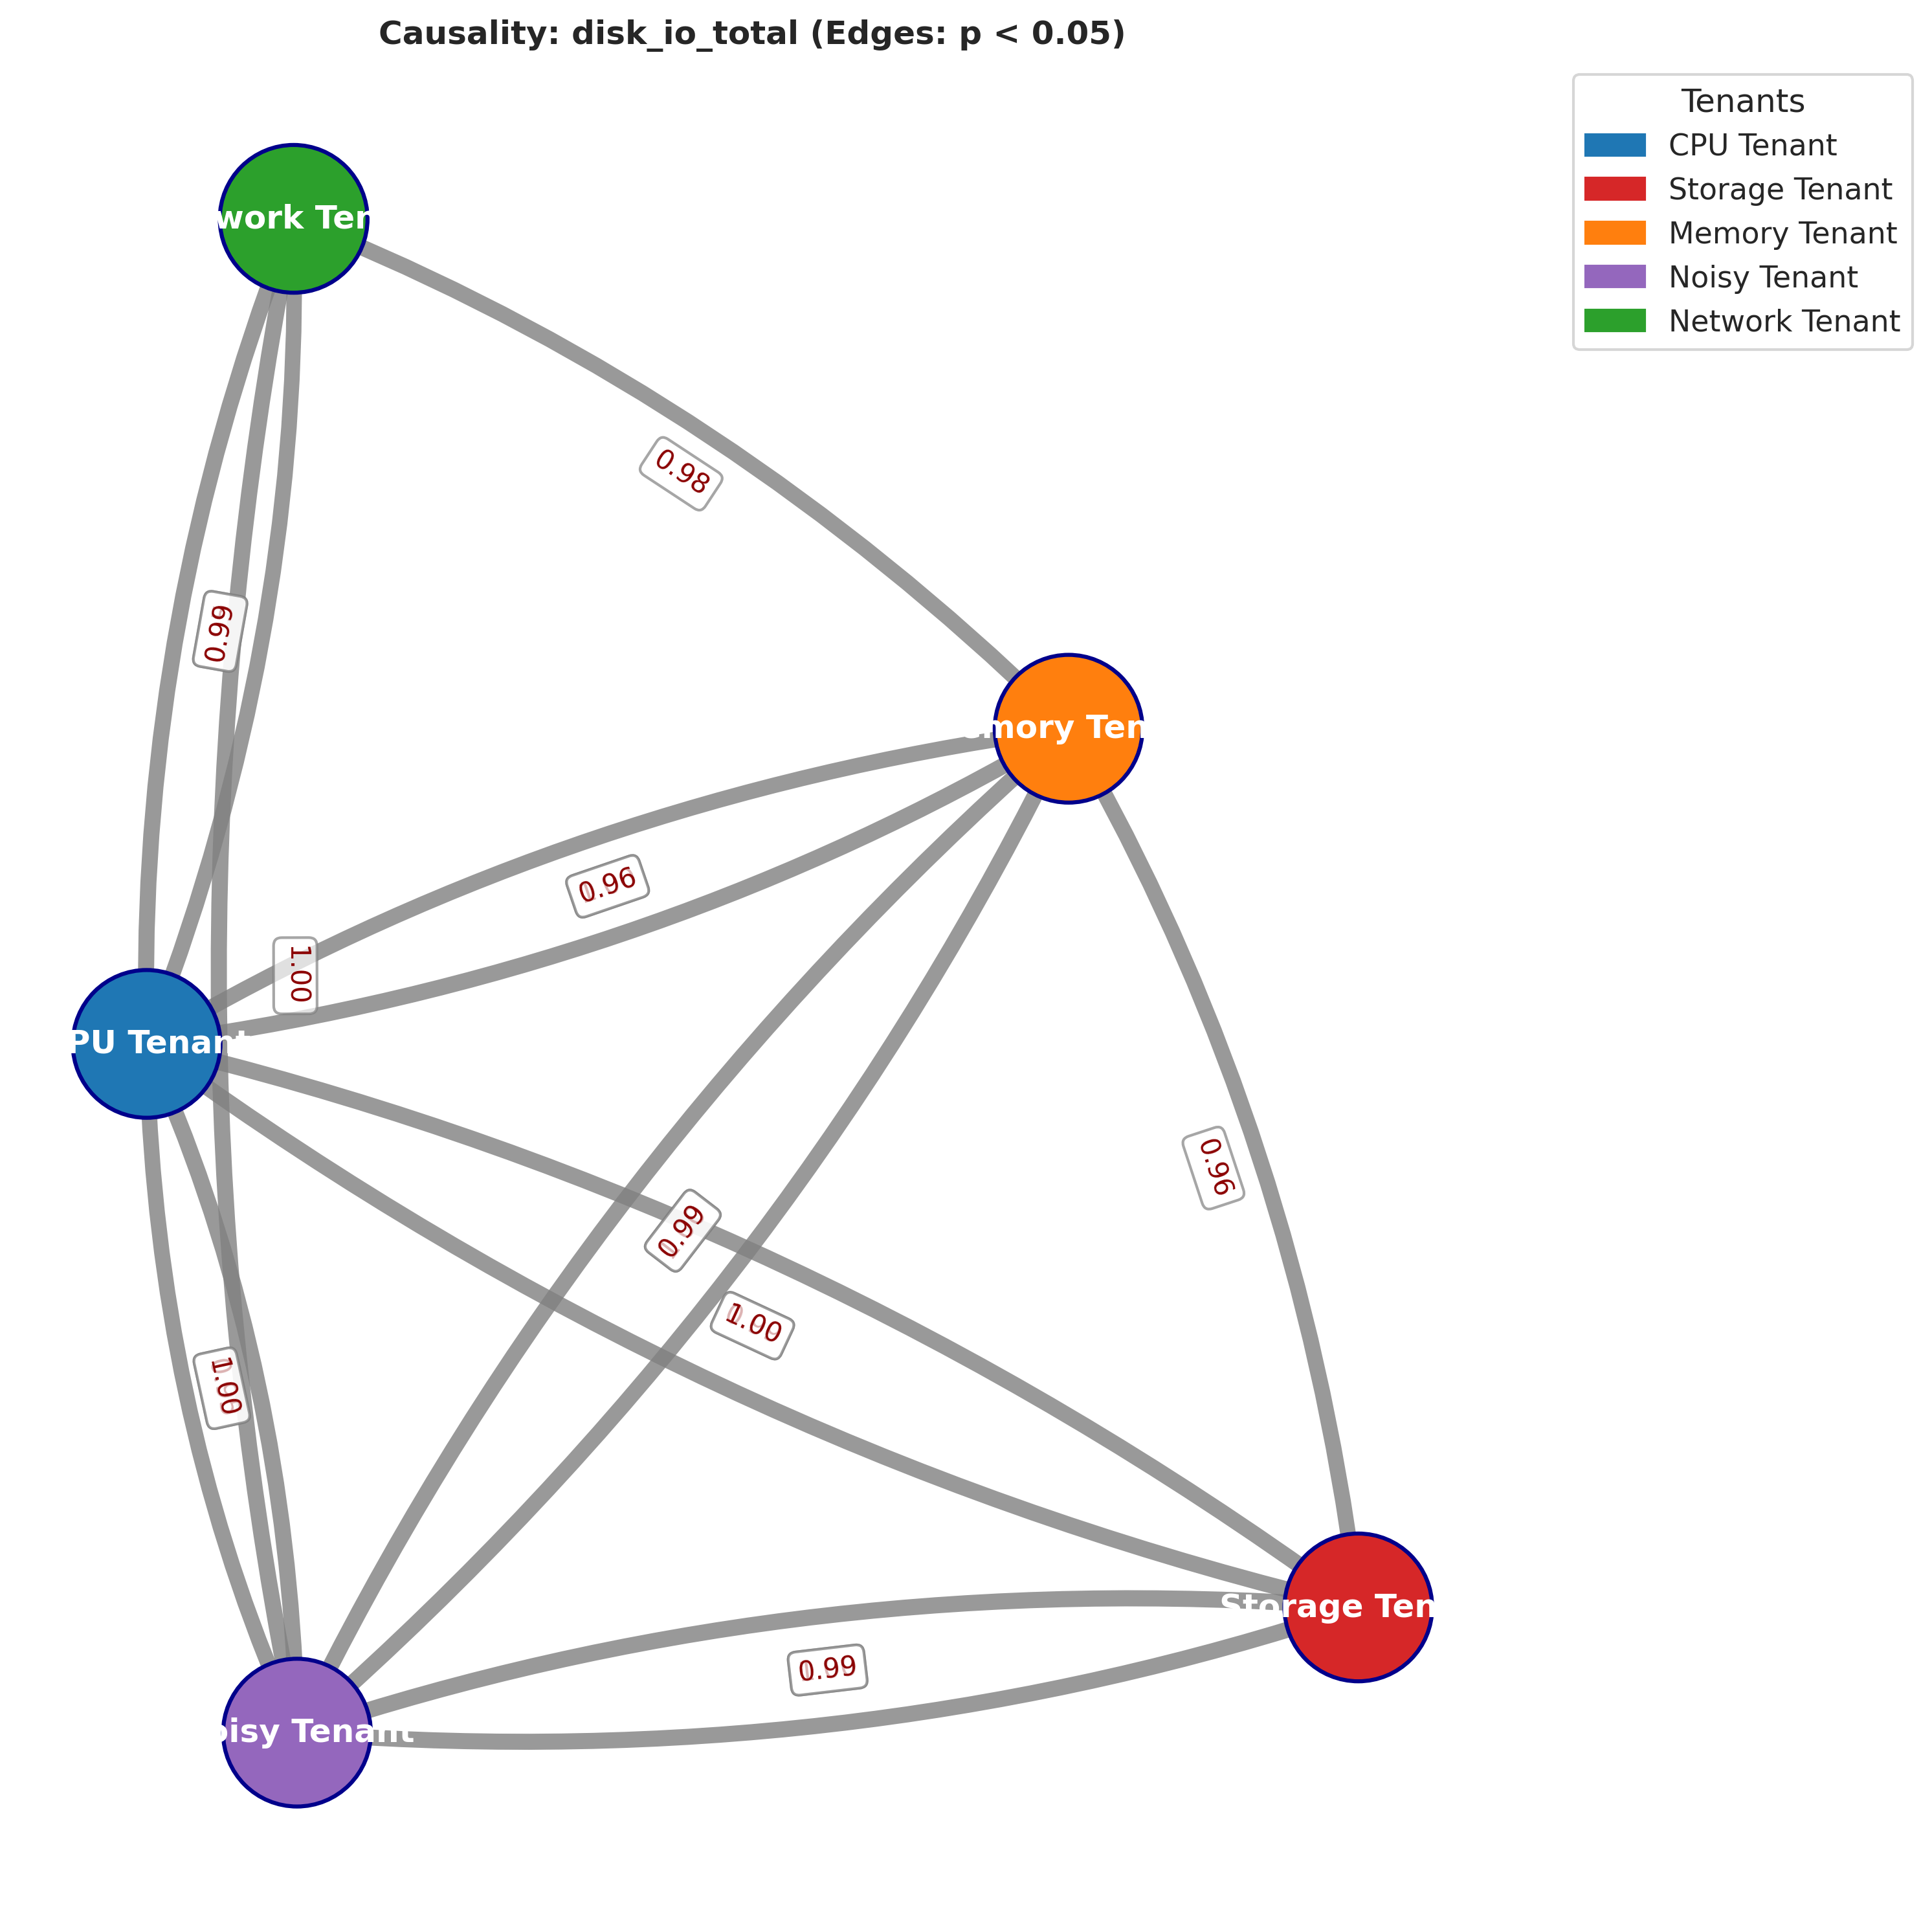 Causality: disk_io_total (Edges: p < 0.05)
Tenants
CPU Tenant
Storage Tenant
Memory Tenant
Noisy Tenant
Network Tenant
work Ten
0.98
0.99
mory Ten
0.96
1.00
PU Tenant
0.96
0.99
1.00
1.00
Storage Ten
0.99
oisy Tenant